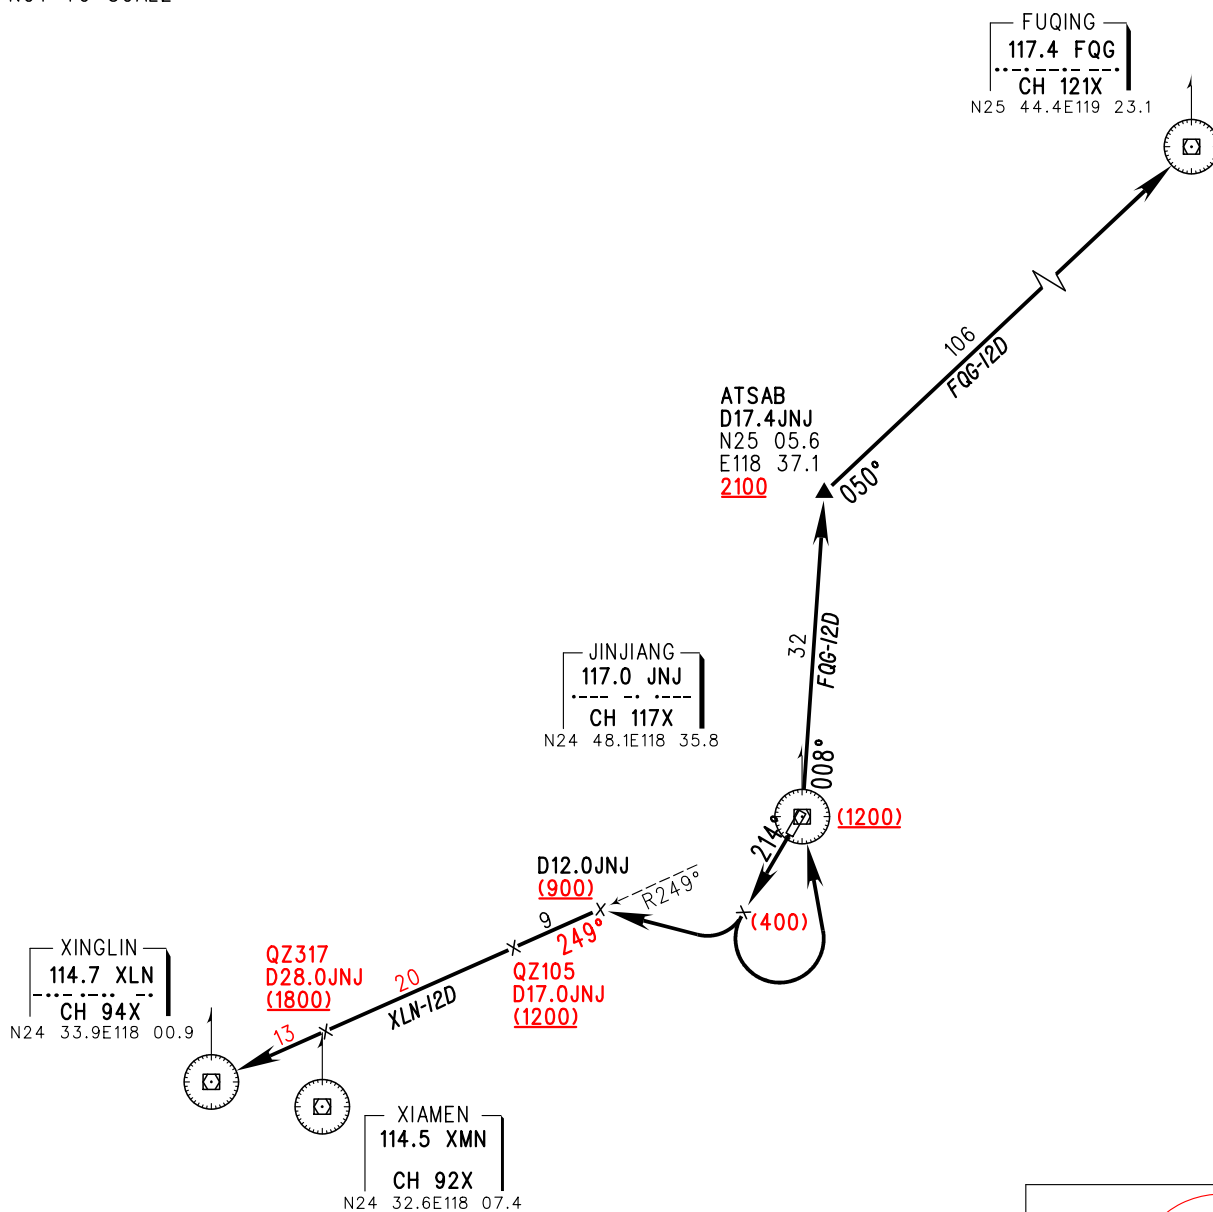 FUQING
117.4 FQG
CH 121X
N25 44.4E119 23.1
106
FQG-12D
ATSAB
D17.4JNJ
N25 05.6
E118 37.1
2100
050°
32
FQG-12D
JINJIANG
117.0 JNJ
CH 117X
N24 48.1E118 35.8
008°
(1200)
214°
D12.0JNJ
(900)
R249°
(400)
9
249°
XINGLIN
114.7 XLN
CH 94X
N24 33.9E118 00.9
QZ317
D28.0JNJ
(1800)
20
XLN-12D
QZ105
D17.0JNJ
(1200)
13
XIAMEN
114.5 XMN
CH 92X
N24 32.6E118 07.4